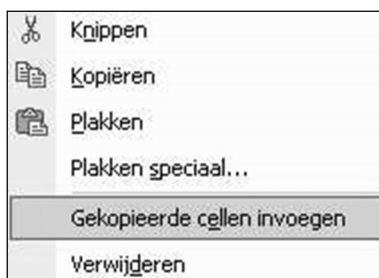 Knippen
Kopiëren
Plakken
Plakken speciaal...
Gekopieerde cellen invoegen
Verwijderen